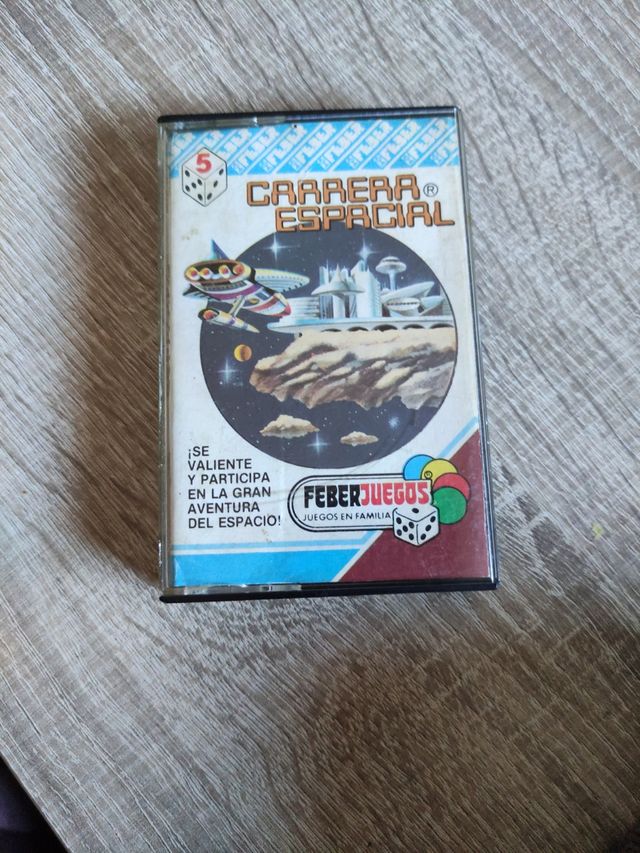 5
CARRERA®
ESPACIAL
¡SE
VALIENTE
Y PARTICIPA
EN LA GRAN
AVENTURA
DEL ESPACIO!
FEBERJUEGOS
JUEGOS EN FAMILIA